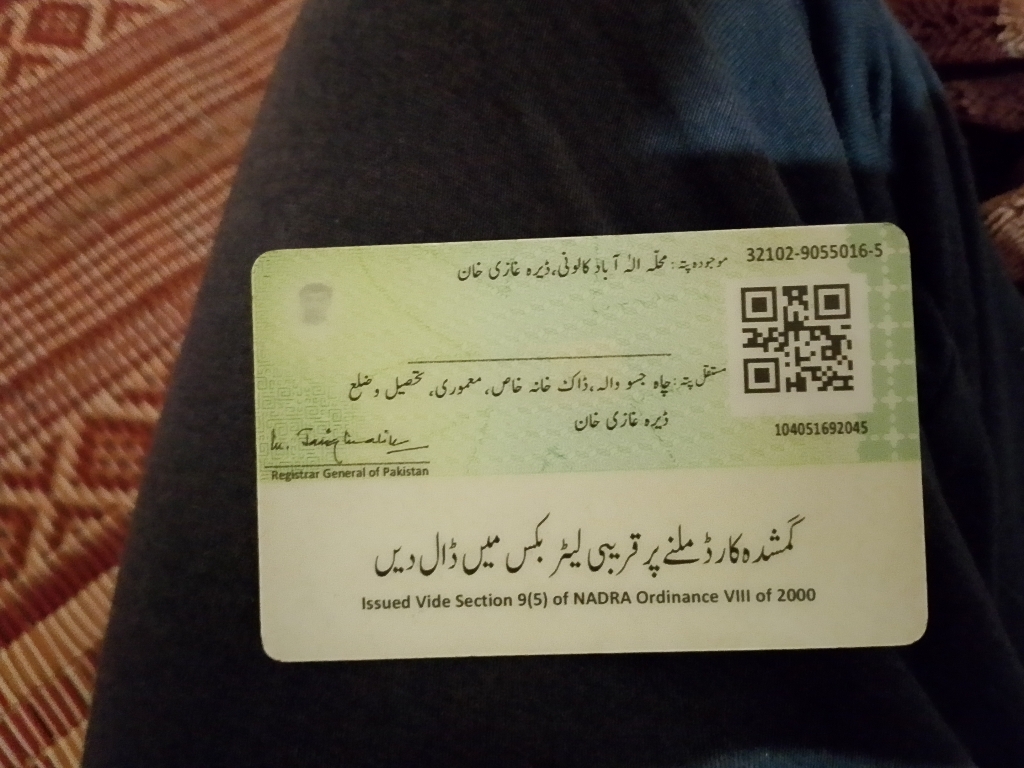 32102-9055016-5
موجودہ پتہ: محلّہ الہٰ آباد کالونی، ڈیرہ غازی خان
مستقل پتہ: چاہ جسو والہ، ڈاک خانہ خاص، معموری، تحصیل و ضلع
ڈیرہ غازی خان
104051692045
Registrar General of Pakistan
گمشدہ کارڈ ملنے پر قریبی لیٹر بکس میں ڈال دیں
Issued Vide Section 9(5) of NADRA Ordinance VIII of 2000